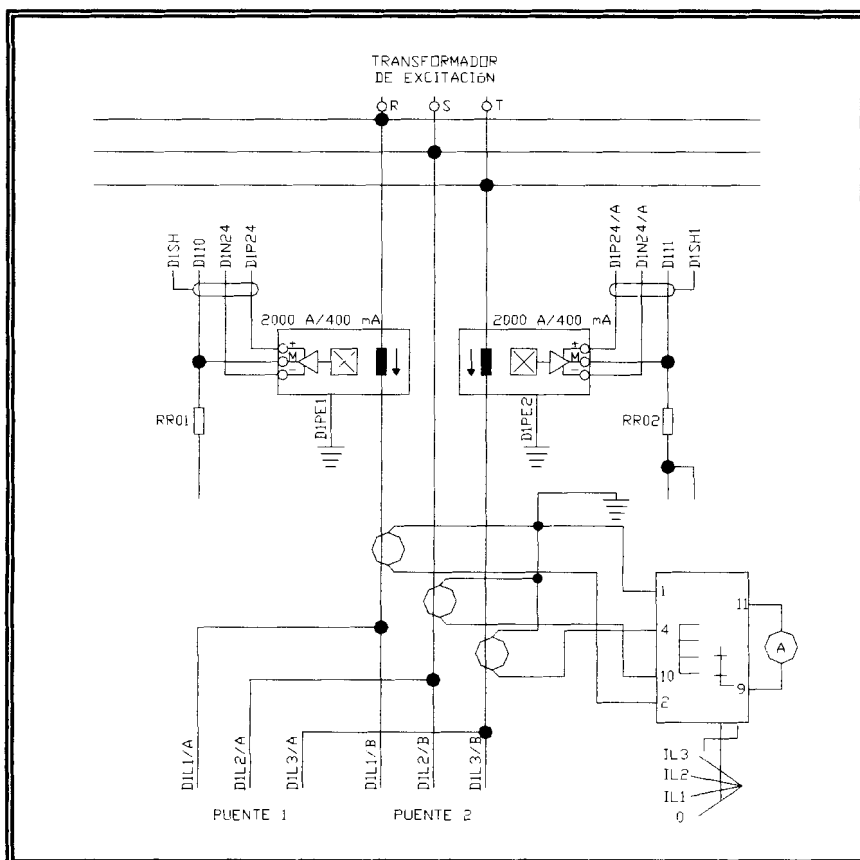 TRANSFORMADOR
DE EXCITACIóN
R
S
T
D1SH
D110
D1N24
D1P24
D1P24/A
D1N24/A
D111
D1SH1
2000 A/400 mA
2000 A/400 mA
+
M
-
+
M
-
RR01
D1PE1
D1PE2
RR02
1
4
10
2
11
9
A
D1L1/A
D1L2/A
D1L3/A
D1L1/B
D1L2/B
D1L3/B
IL3
IL2
IL1
0
PUENTE 1
PUENTE 2